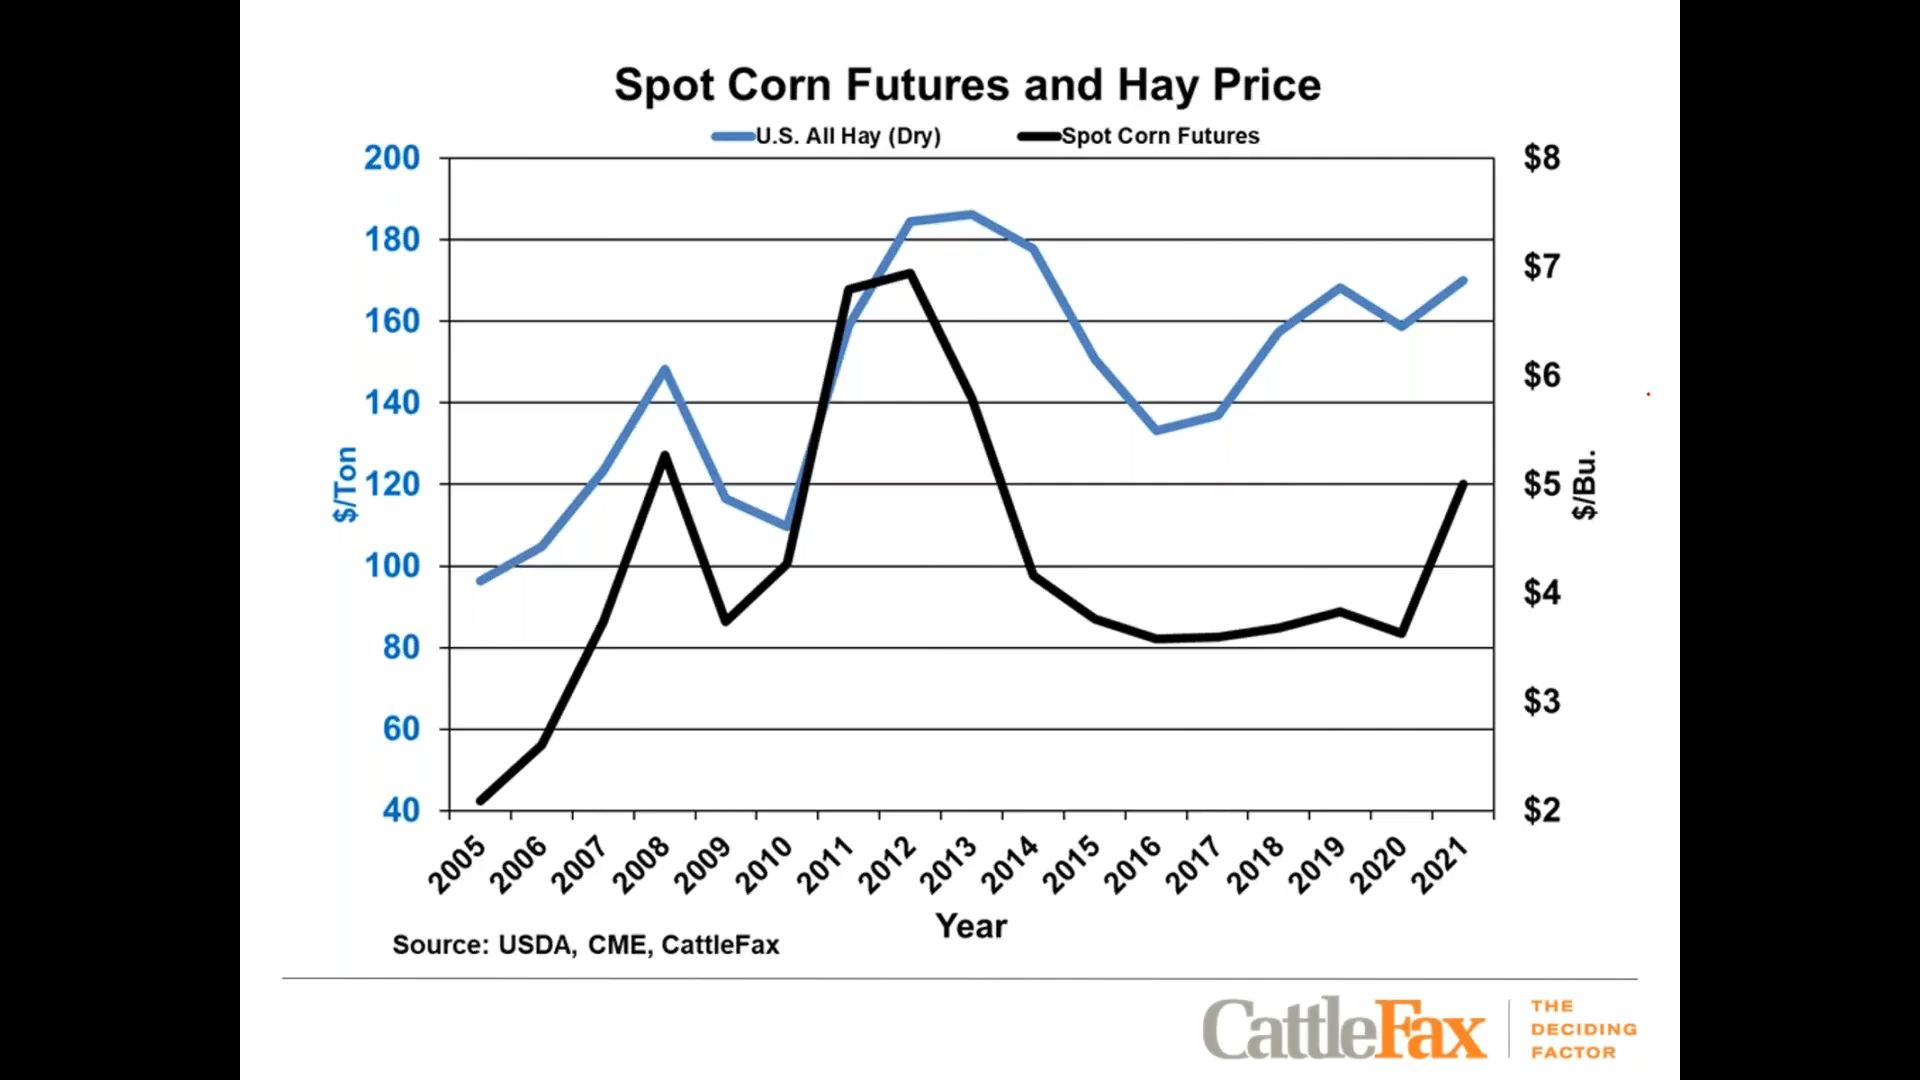 Spot Corn Futures and Hay Price
U.S. All Hay (Dry) Spot Corn Futures
200 $8
180
$7
160
$6
140
$/Ton 120 $5 $/Bu.
100
$4
80
$3
60
40 $2
2005 2006 2007 2008 2009 2010 2011 2012 2013 2014 2015 2016 2017 2018 2019 2020 2021
Year
Source: USDA, CME, CattleFax
CattleFax
THE
DECIDING
FACTOR